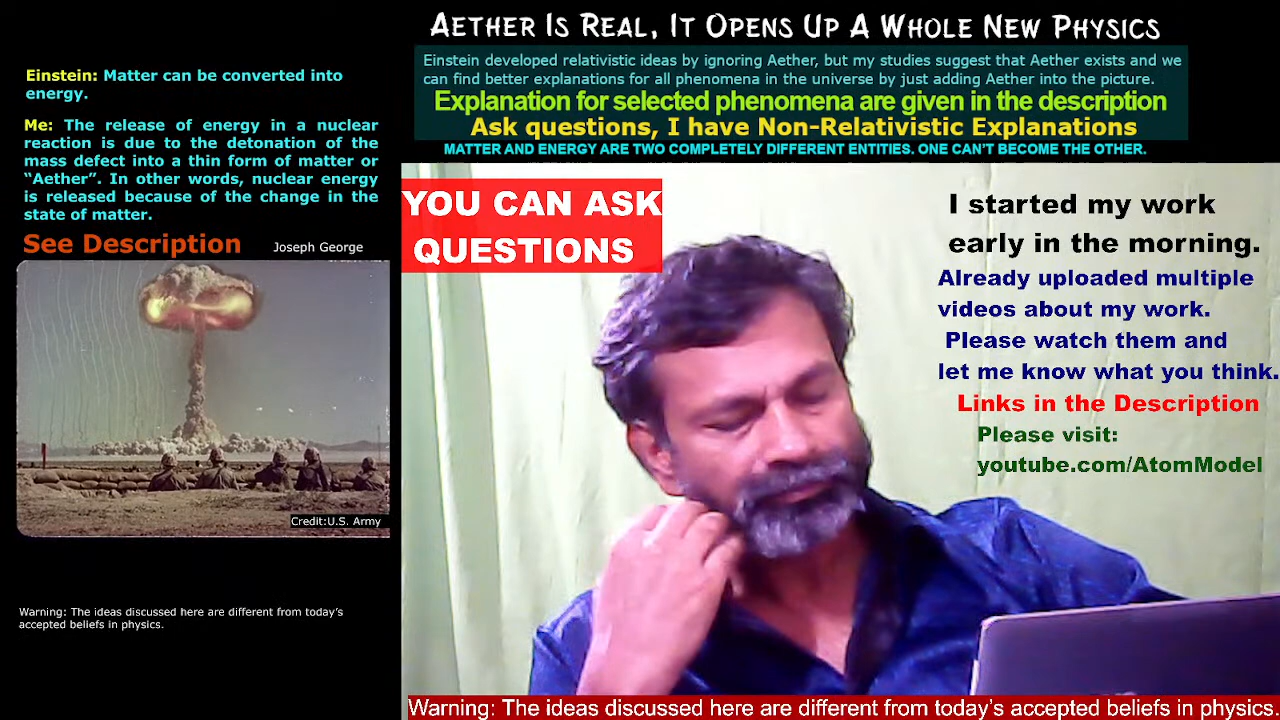 Aether Is Real, It Opens Up A Whole New Physics
Einstein developed relativistic ideas by ignoring Aether, but my studies suggest that Aether exists and we
can find better explanations for all phenomena in the universe by just adding Aether into the picture.
Explanation for selected phenomena are given in the description
Ask questions, I have Non-Relativistic Explanations
MATTER AND ENERGY ARE TWO COMPLETELY DIFFERENT ENTITIES. ONE CAN'T BECOME THE OTHER.
Einstein: Matter can be converted into
energy.
Me: The release of energy in a nuclear
reaction is due to the detonation of the
mass defect into a thin form of matter or
“Aether”. In other words, nuclear energy
is released because of the change in the
state of matter.
See Description
Joseph George
Credit:U.S. Army
Warning: The ideas discussed here are different from today’s
accepted beliefs in physics.
YOU CAN ASK
QUESTIONS
I started my work
early in the morning.
Already uploaded multiple
videos about my work.
Please watch them and
let me know what you think.
Links in the Description
Please visit:
youtube.com/AtomModel
Warning: The ideas discussed here are different from today’s accepted beliefs in physics.